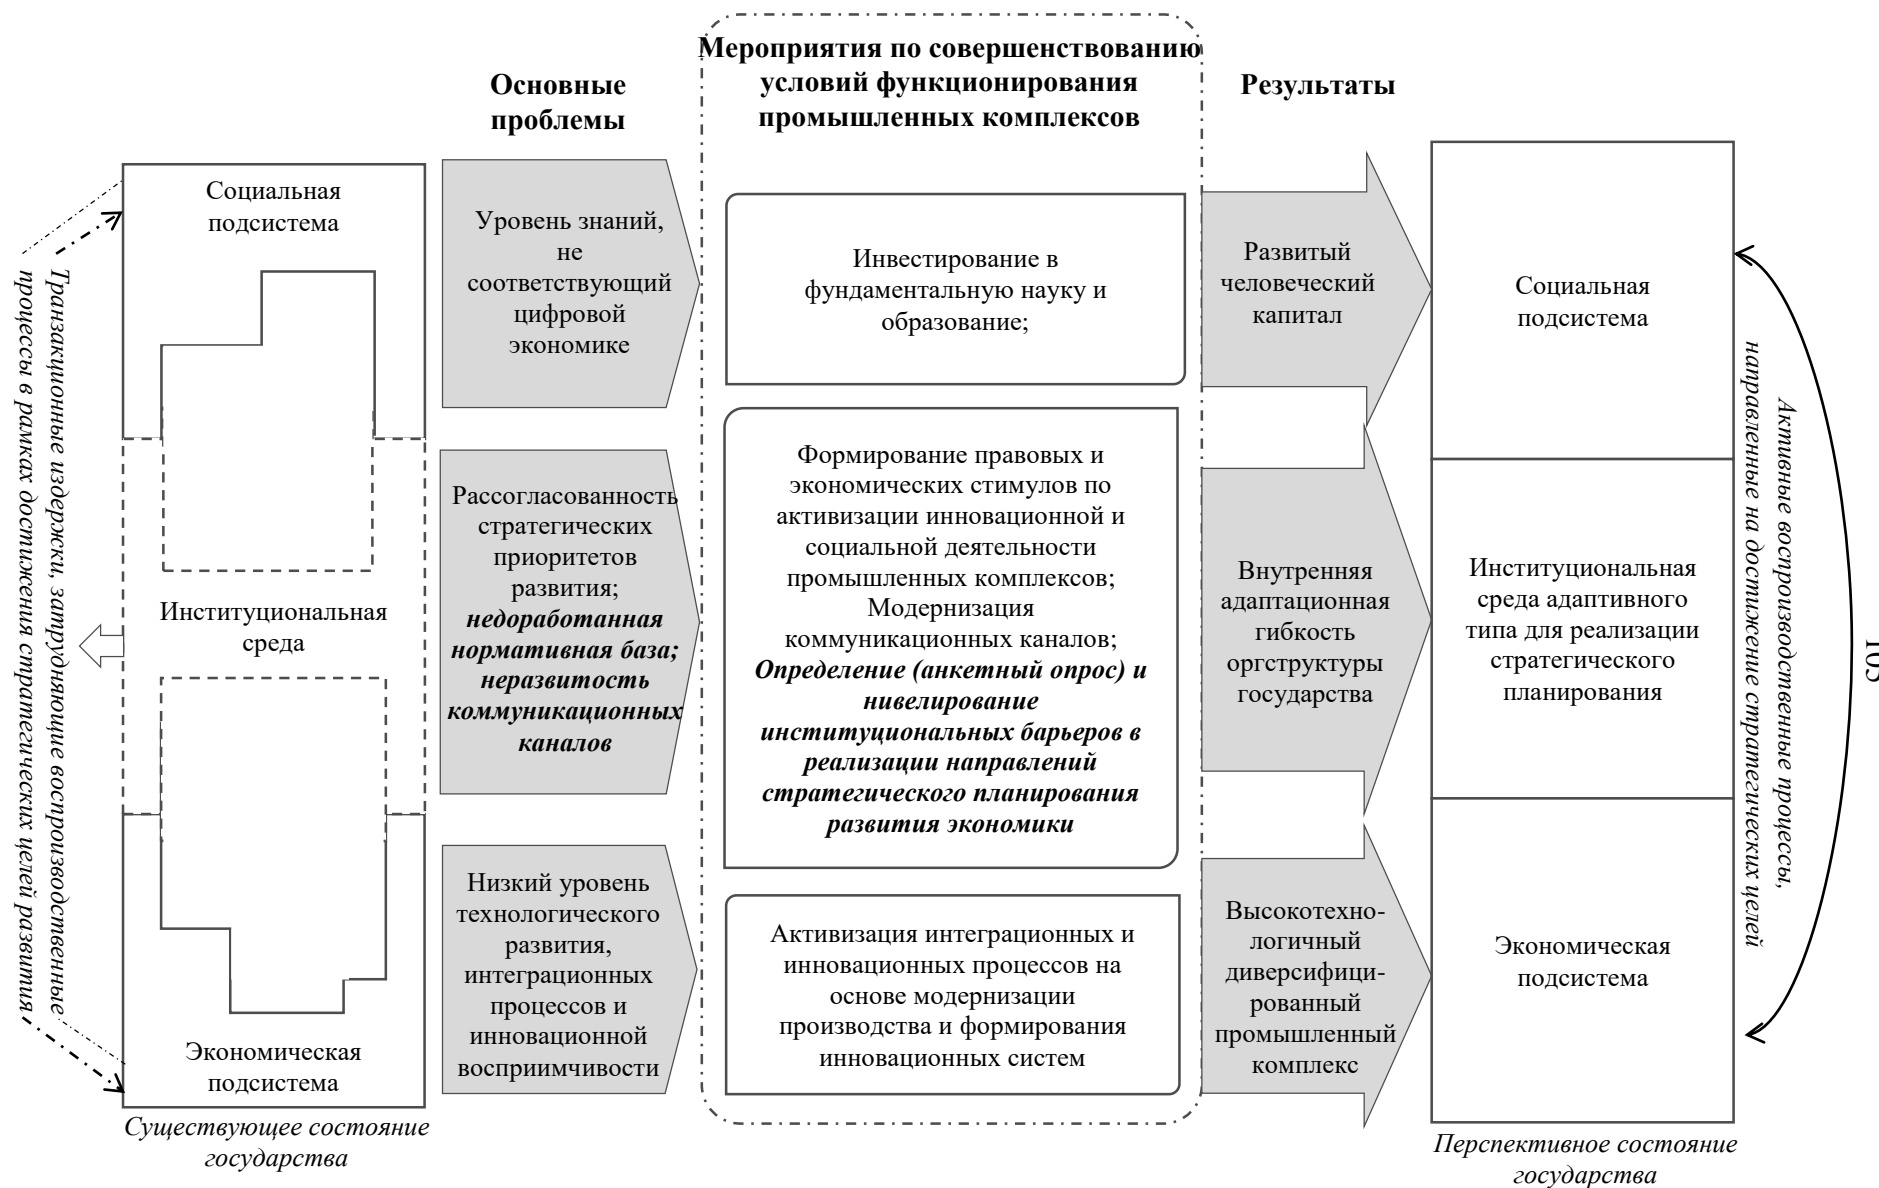 Основные
проблемы
Мероприятия по совершенствованию
условий функционирования
промышленных комплексов
Результаты
Транзакционные издержки, затрудняющие воспроизводственные
процессы в рамках достижения стратегических целей развития
Социальная
подсистема
Институциональная
среда
Экономическая
подсистема
Существующее состояние
государства
Уровень знаний,
не
соответствующий
цифровой
экономике
Рассогласованность
стратегических
приоритетов
развития;
недоработанная
нормативная база;
неразвитость
коммуникационных
каналов
Низкий уровень
технологического
развития,
интеграционных
процессов и
инновационной
восприимчивости
Инвестирование в
фундаментальную науку и
образование;
Формирование правовых и
экономических стимулов по
активизации инновационной и
социальной деятельности
промышленных комплексов;
Модернизация
коммуникационных каналов;
Определение (анкетный опрос) и
нивелирование
институциональных барьеров в
реализации направлений
стратегического планирования
развития экономики
Активизация интеграционных и
инновационных процессов на
основе модернизации
производства и формирования
инновационных систем
Развитый
человеческий
капитал
Внутренняя
адаптационная
гибкость
оргструктуры
государства
Высокотехно-
логичный
диверсифици-
рованный
промышленный
комплекс
Социальная
подсистема
Институциональная
среда адаптивного
типа для реализации
стратегического
планирования
Экономическая
подсистема
Перспективное состояние
государства
Активные воспроизводственные процессы,
направленные на достижение стратегических целей